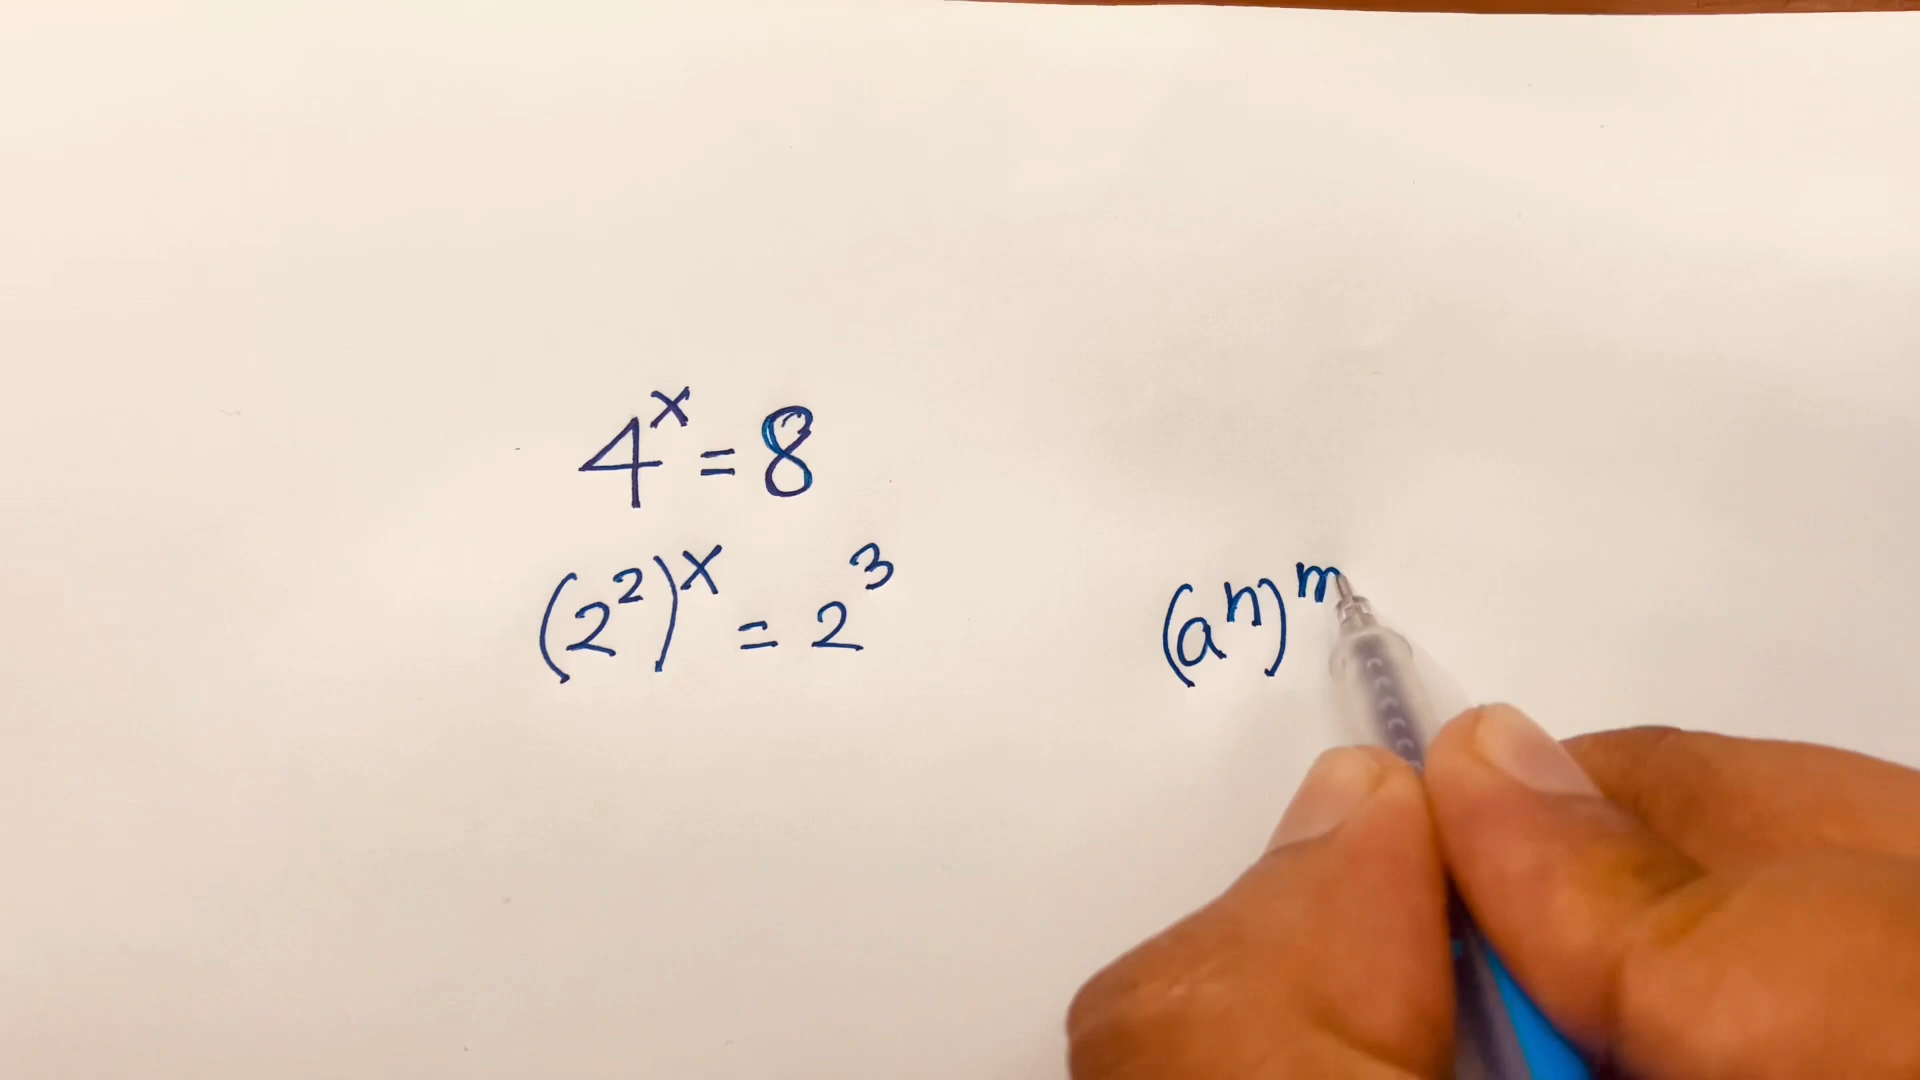 4^x = 8
(2^2)^x = 2^3
(a^n)^m